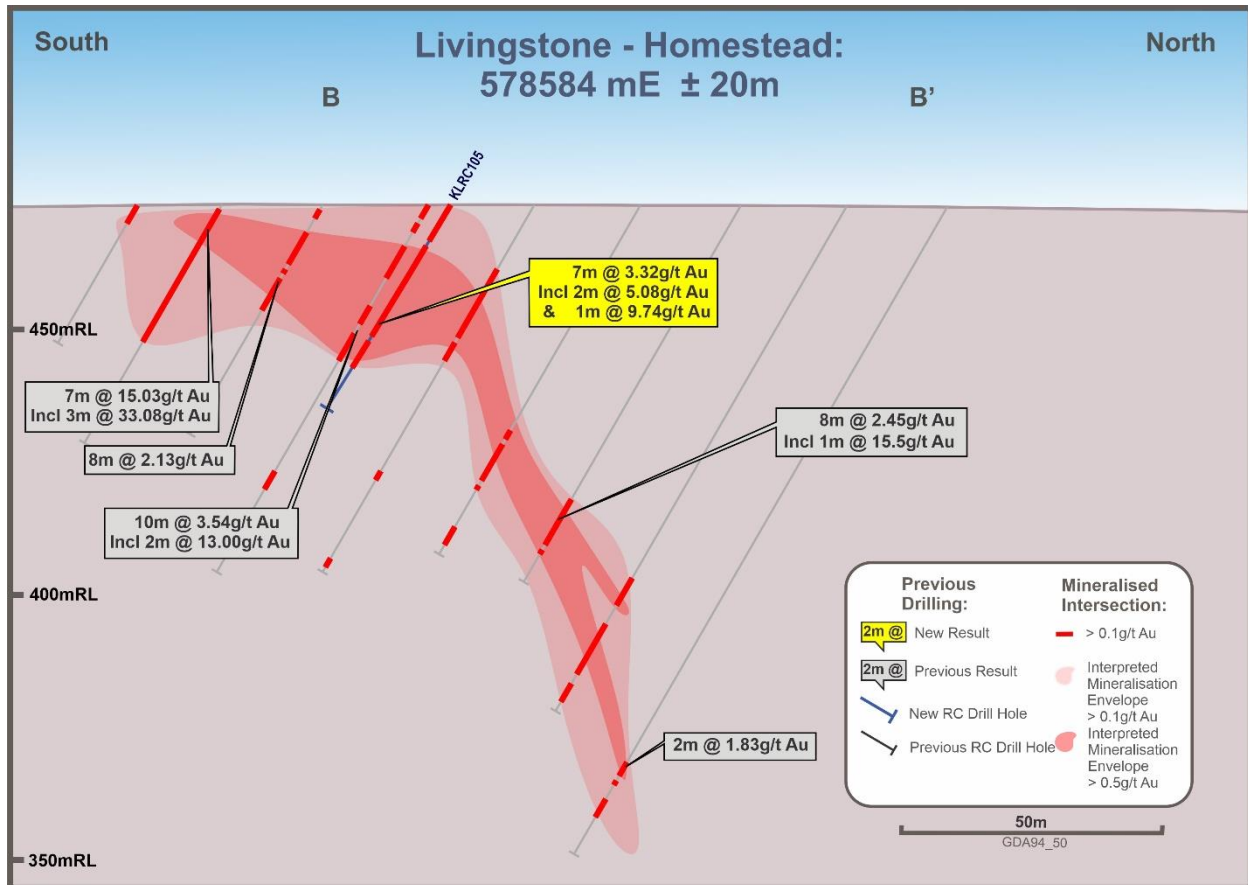 South
Livingstone - Homestead:
578584 mE ± 20m
North
B
B’
KLRC105
7m @ 3.32g/t Au
Incl 2m @ 5.08g/t Au
& 1m @ 9.74g/t Au
450mRL
7m @ 15.03g/t Au
Incl 3m @ 33.08g/t Au
8m @ 2.13g/t Au
10m @ 3.54g/t Au
Incl 2m @ 13.00g/t Au
8m @ 2.45g/t Au
Incl 1m @ 15.5g/t Au
400mRL
2m @ 1.83g/t Au
350mRL
Previous
Drilling:
2m @ New Result
2m @ Previous Result
New RC Drill Hole
Previous RC Drill Hole
Mineralised
Intersection:
> 0.1g/t Au
Interpreted
Mineralisation
Envelope
> 0.1g/t Au
Interpreted
Mineralisation
Envelope
> 0.5g/t Au
50m
GDA94_50